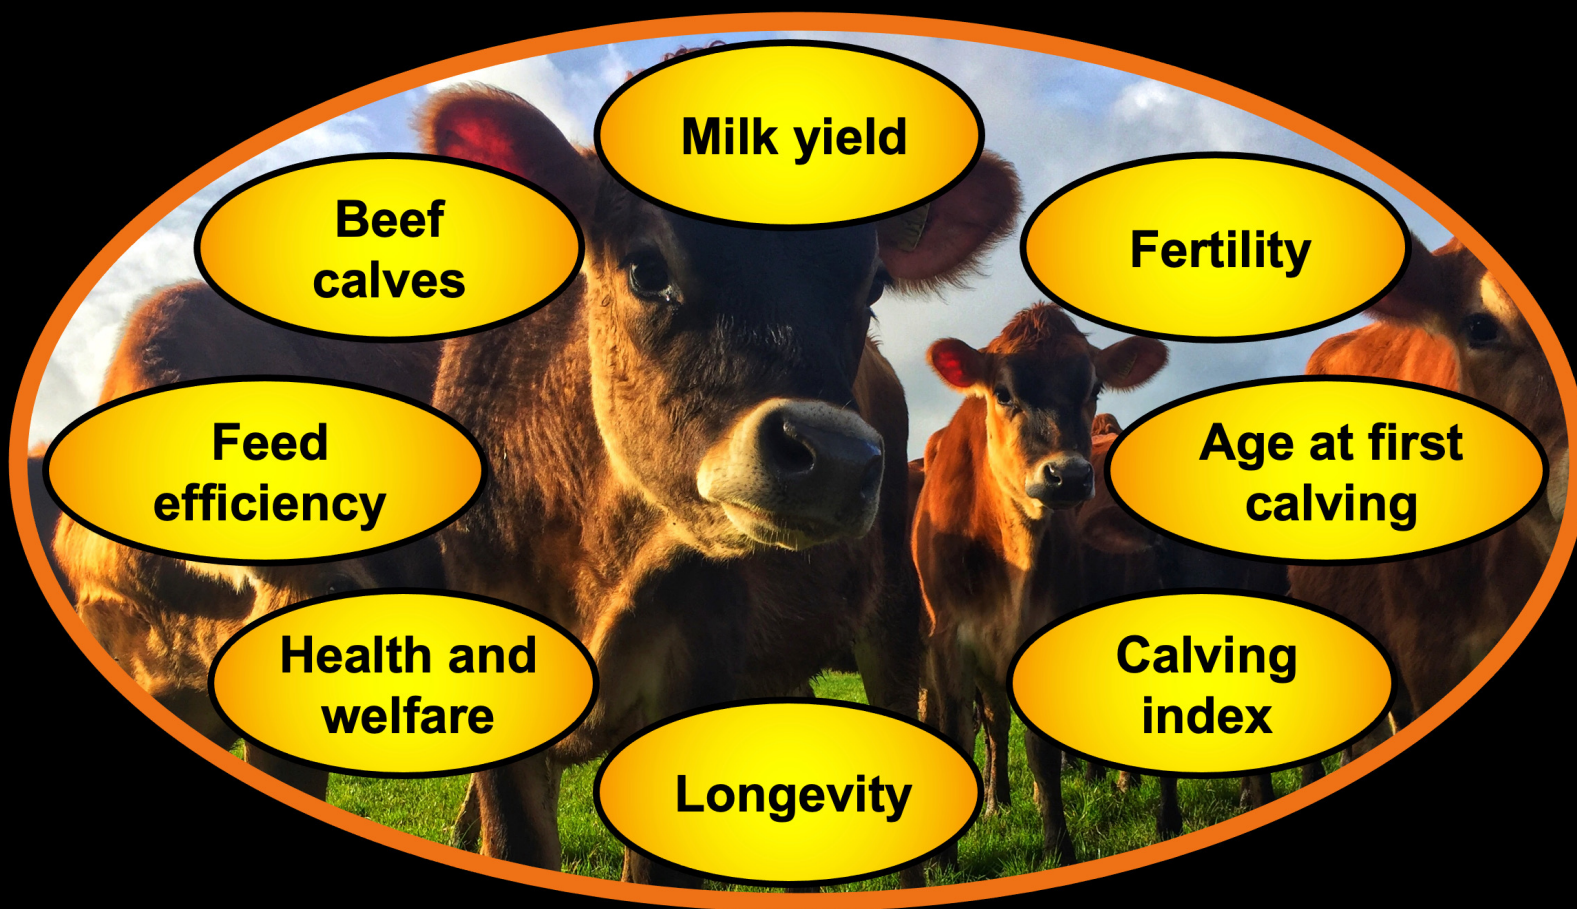 Milk yield
Beef
calves
Fertility
Feed
efficiency
Age at first
calving
Health and
welfare
Calving
index
Longevity